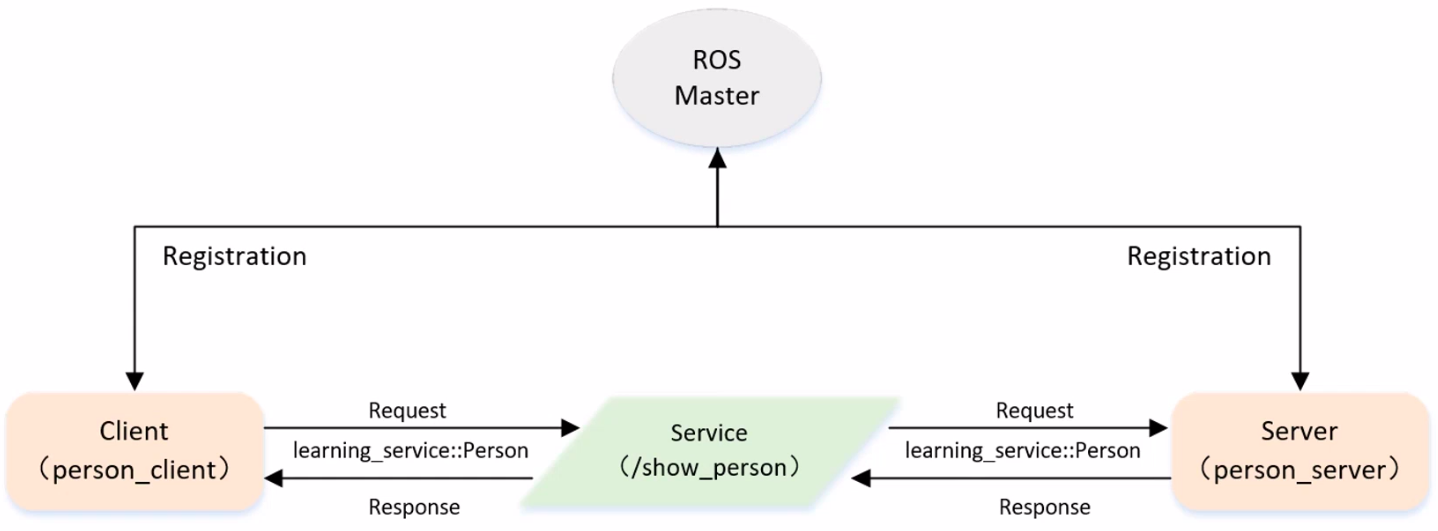 ROS
Master
Registration
Registration
Client
（person_client）
Request
learning_service::Person
Response
Service
（/show_person）
Request
learning_service::Person
Response
Server
（person_server）